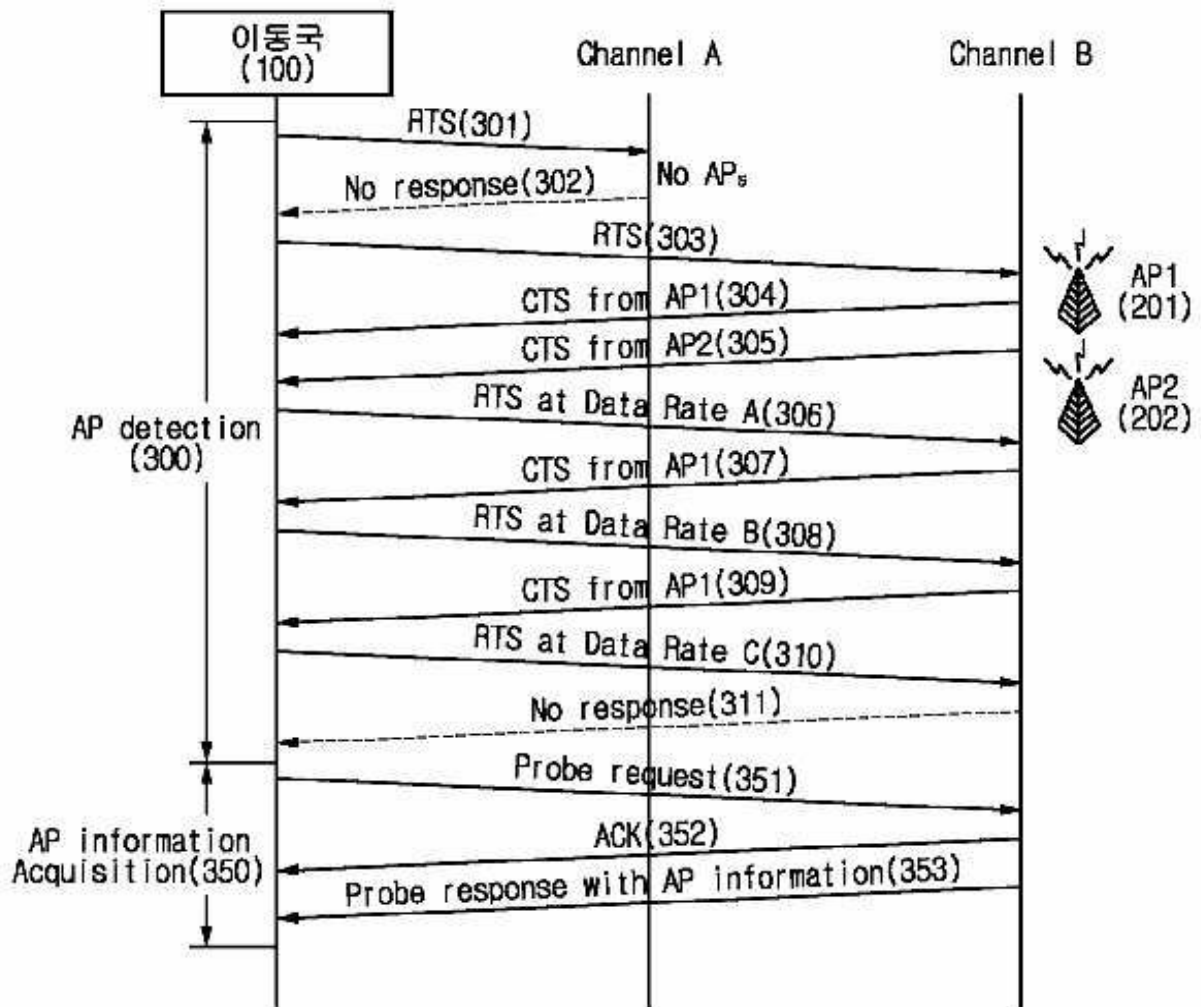 이동국
(100)
Channel A
Channel B
RTS(301)
No APs
No response(302)
RTS(303)
AP1
(201)
CTS from AP1(304)
CTS from AP2(305)
AP2
(202)
RTS at Data Rate A(306)
AP detection
(300)
CTS from AP1(307)
RTS at Data Rate B(308)
CTS from AP1(309)
RTS at Data Rate C(310)
No response(311)
Probe request(351)
AP information
Acquisition(350)
ACK(352)
Probe response with AP information(353)